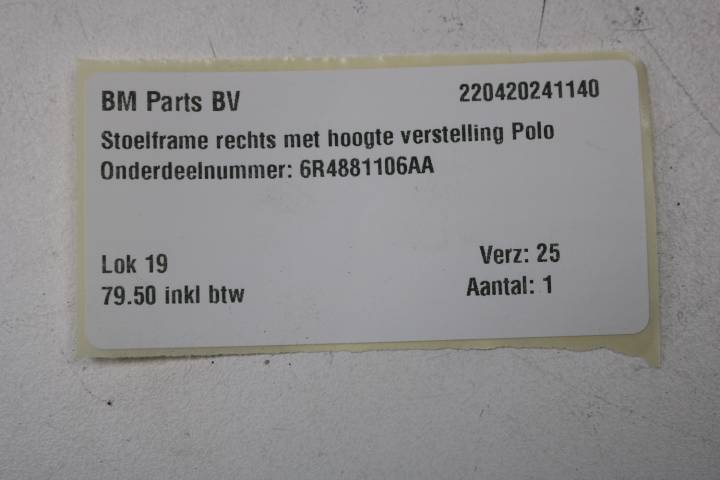 BM Parts BV 220420241140
Stoelframe rechts met hoogte verstelling Polo
Onderdeelnummer: 6R4881106AA
Lok 19 Verz: 25
79.50 inkl btw Aantal: 1